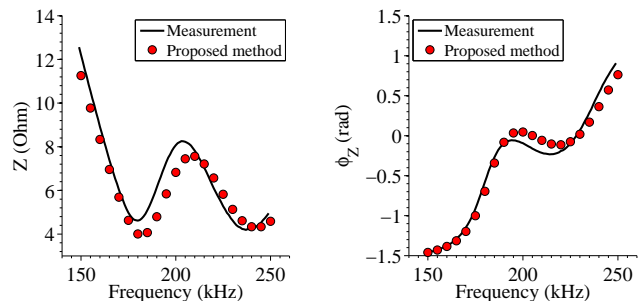 Measurement
Proposed method
14
12
10
8
6
4
Z (Ohm)
150
200
250
Frequency (kHz)
Measurement
Proposed method
1.5
1
0.5
0
−0.5
−1
−1.5
ϕZ (rad)
150
200
250
Frequency (kHz)